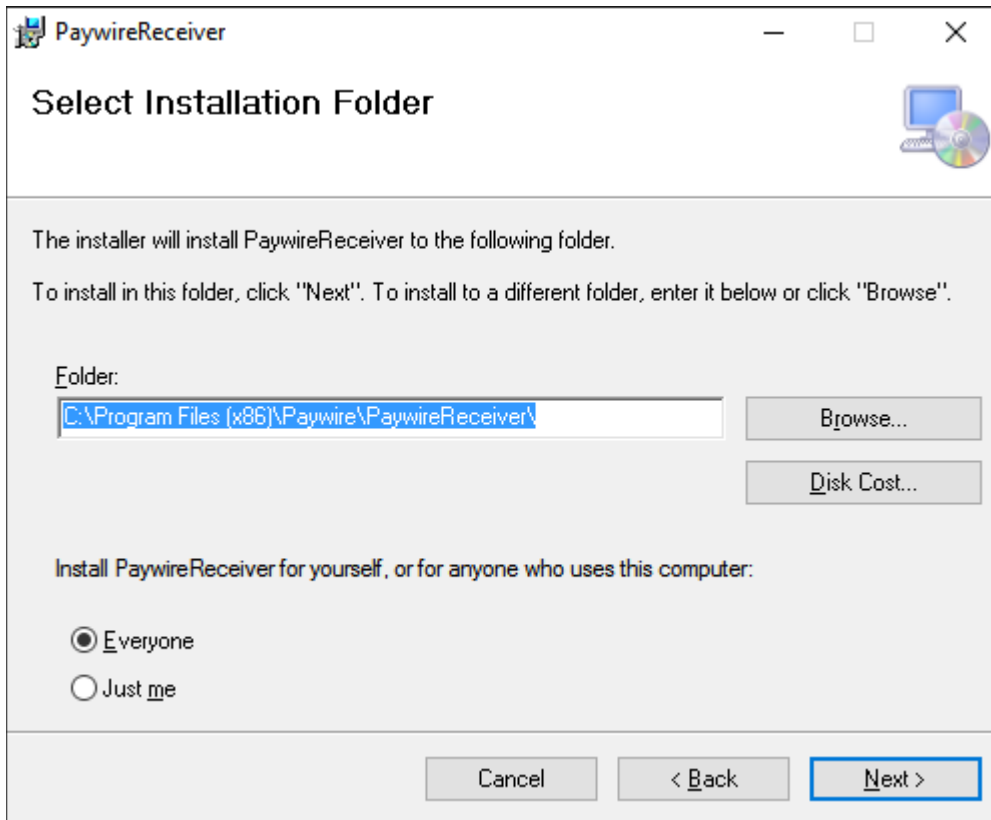 PaywireReceiver
Select Installation Folder
The installer will install PaywireReceiver to the following folder.
To install in this folder, click "Next". To install to a different folder, enter it below or click "Browse".
Folder:
C:\Program Files (x86)\Paywire\PaywireReceiver\
Browse...
Disk Cost...
Install PaywireReceiver for yourself, or for anyone who uses this computer:
Everyone
Just me
Cancel
< Back
Next >